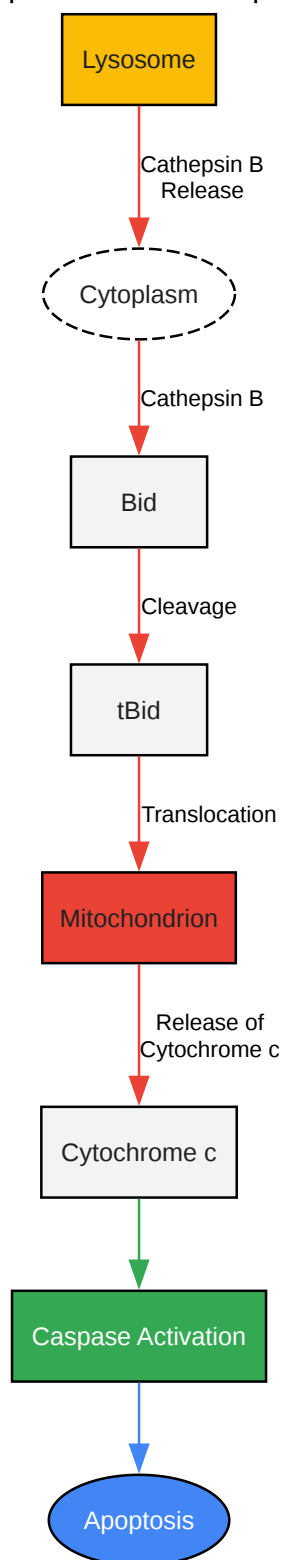 Lysosome
Cathepsin B
Release
Cytoplasm
Cathepsin B
Bid
Cleavage
tBid
Translocation
Mitochondrion
Release of
Cytochrome c
Cytochrome c
Caspase Activation
Apoptosis